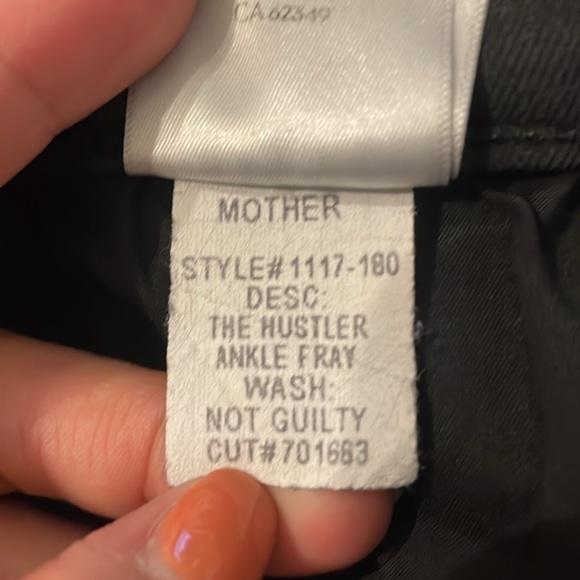 CA 62349
MOTHER
STYLE# 1117-180
DESC:
THE HUSTLER
ANKLE FRAY
WASH:
NOT GUILTY
CUT# 701683